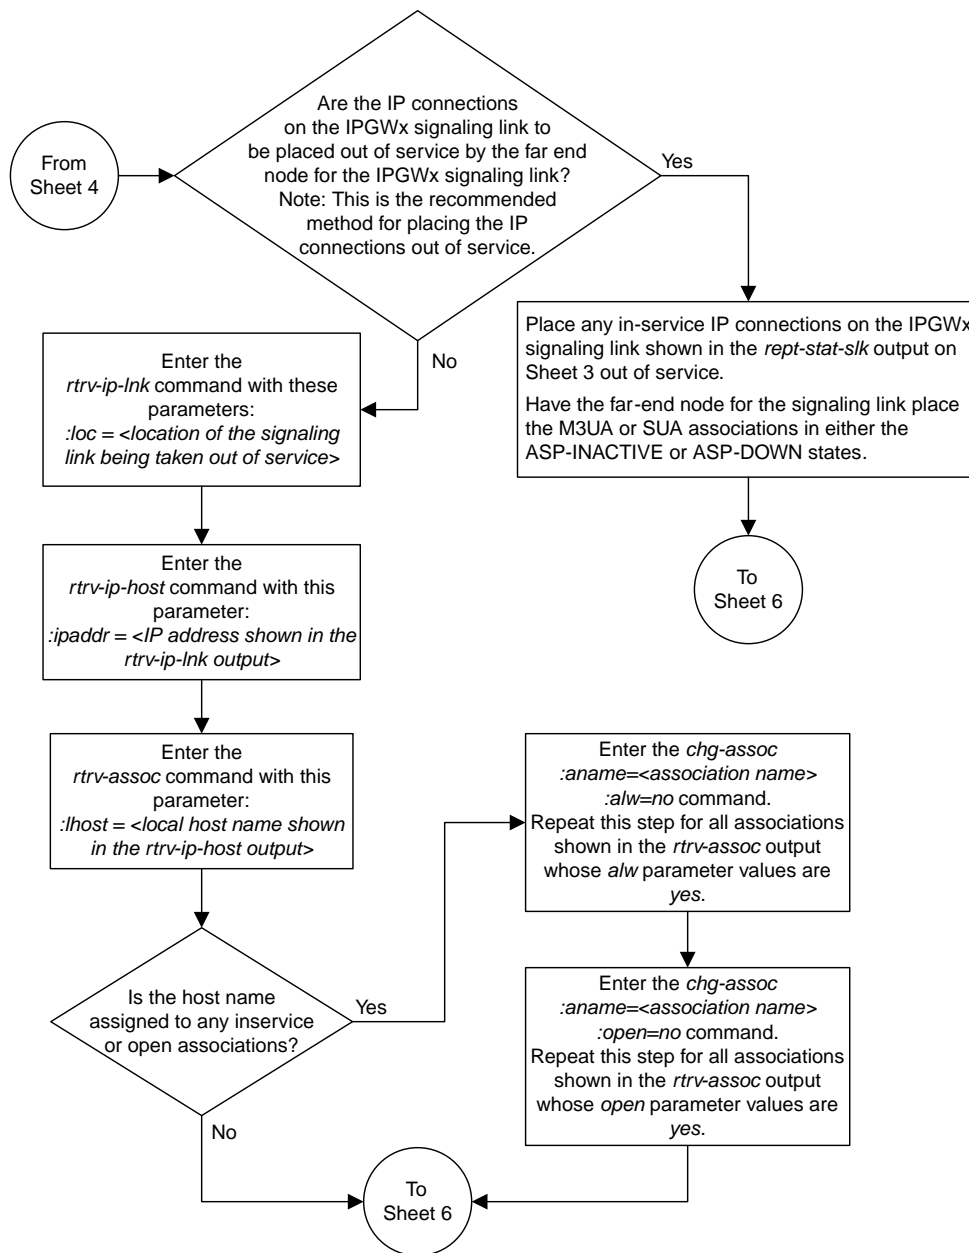 From
Sheet 4
Are the IP connections
on the IPGWx signaling link to
be placed out of service by the far end
node for the IPGWx signaling link?
Note: This is the recommended
method for placing the IP
connections out of service.
Yes
No
Place any in-service IP connections on the IPGWx
signaling link shown in the rept-stat-slk output on
Sheet 3 out of service.
Have the far-end node for the signaling link place
the M3UA or SUA associations in either the
ASP-INACTIVE or ASP-DOWN states.
To
Sheet 6
Enter the
rtrv-ip-lnk command with these
parameters:
:loc = <location of the signaling
link being taken out of service>
Enter the
rtrv-ip-host command with this
parameter:
:ipaddr = <IP address shown in the
rtrv-ip-lnk output>
Enter the
rtrv-assoc command with this
parameter:
:lhost = <local host name shown
in the rtrv-ip-host output>
Is the host name
assigned to any inservice
or open associations?
Yes
No
Enter the chg-assoc
:aname=<association name>
:alw=no command.
Repeat this step for all associations
shown in the rtrv-assoc output
whose alw parameter values are
yes.
Enter the chg-assoc
:aname=<association name>
:open=no command.
Repeat this step for all associations
shown in the rtrv-assoc output
whose open parameter values are
yes.
To
Sheet 6